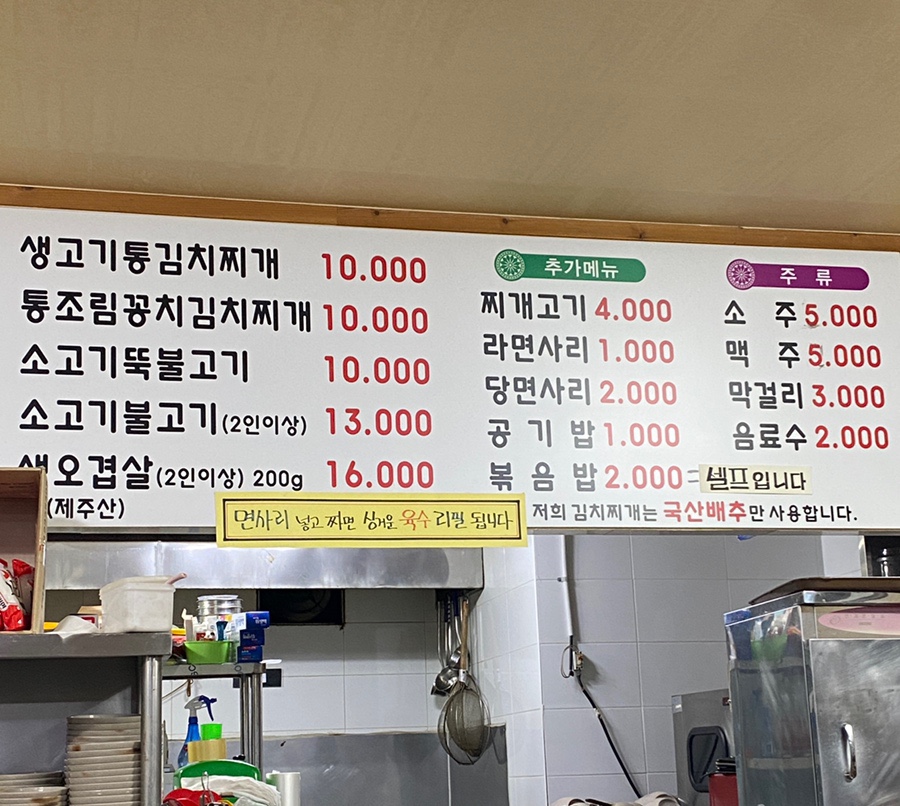 생고기통김치찌개 10.000
통조림꽁치김치찌개 10.000
소고기뚝불고기 10.000
소고기불고기(2인이상) 13.000
생오겹살(2인이상) 200g 16.000
(제주산)
면사리 넣고 짜면 싱거운 육수 리필 됩니다
추가메뉴
찌개고기 4.000
라면사리 1.000
당면사리 2.000
공기밥 1.000
볶음밥 2.000 = 셀프입니다
저희 김치찌개는 국산배추만 사용합니다.
주류
소주 5.000
맥주 5.000
막걸리 3.000
음료수 2.000